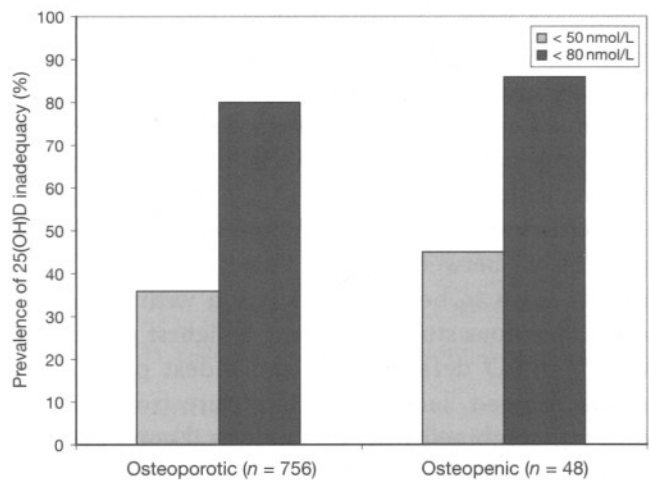 < 50 nmol/L
< 80 nmol/L
Prevalence of 25(OH)D inadequacy (%)
100
90
80
70
60
50
40
30
20
10
0
Osteoporotic (n = 756)
Osteopenic (n = 48)